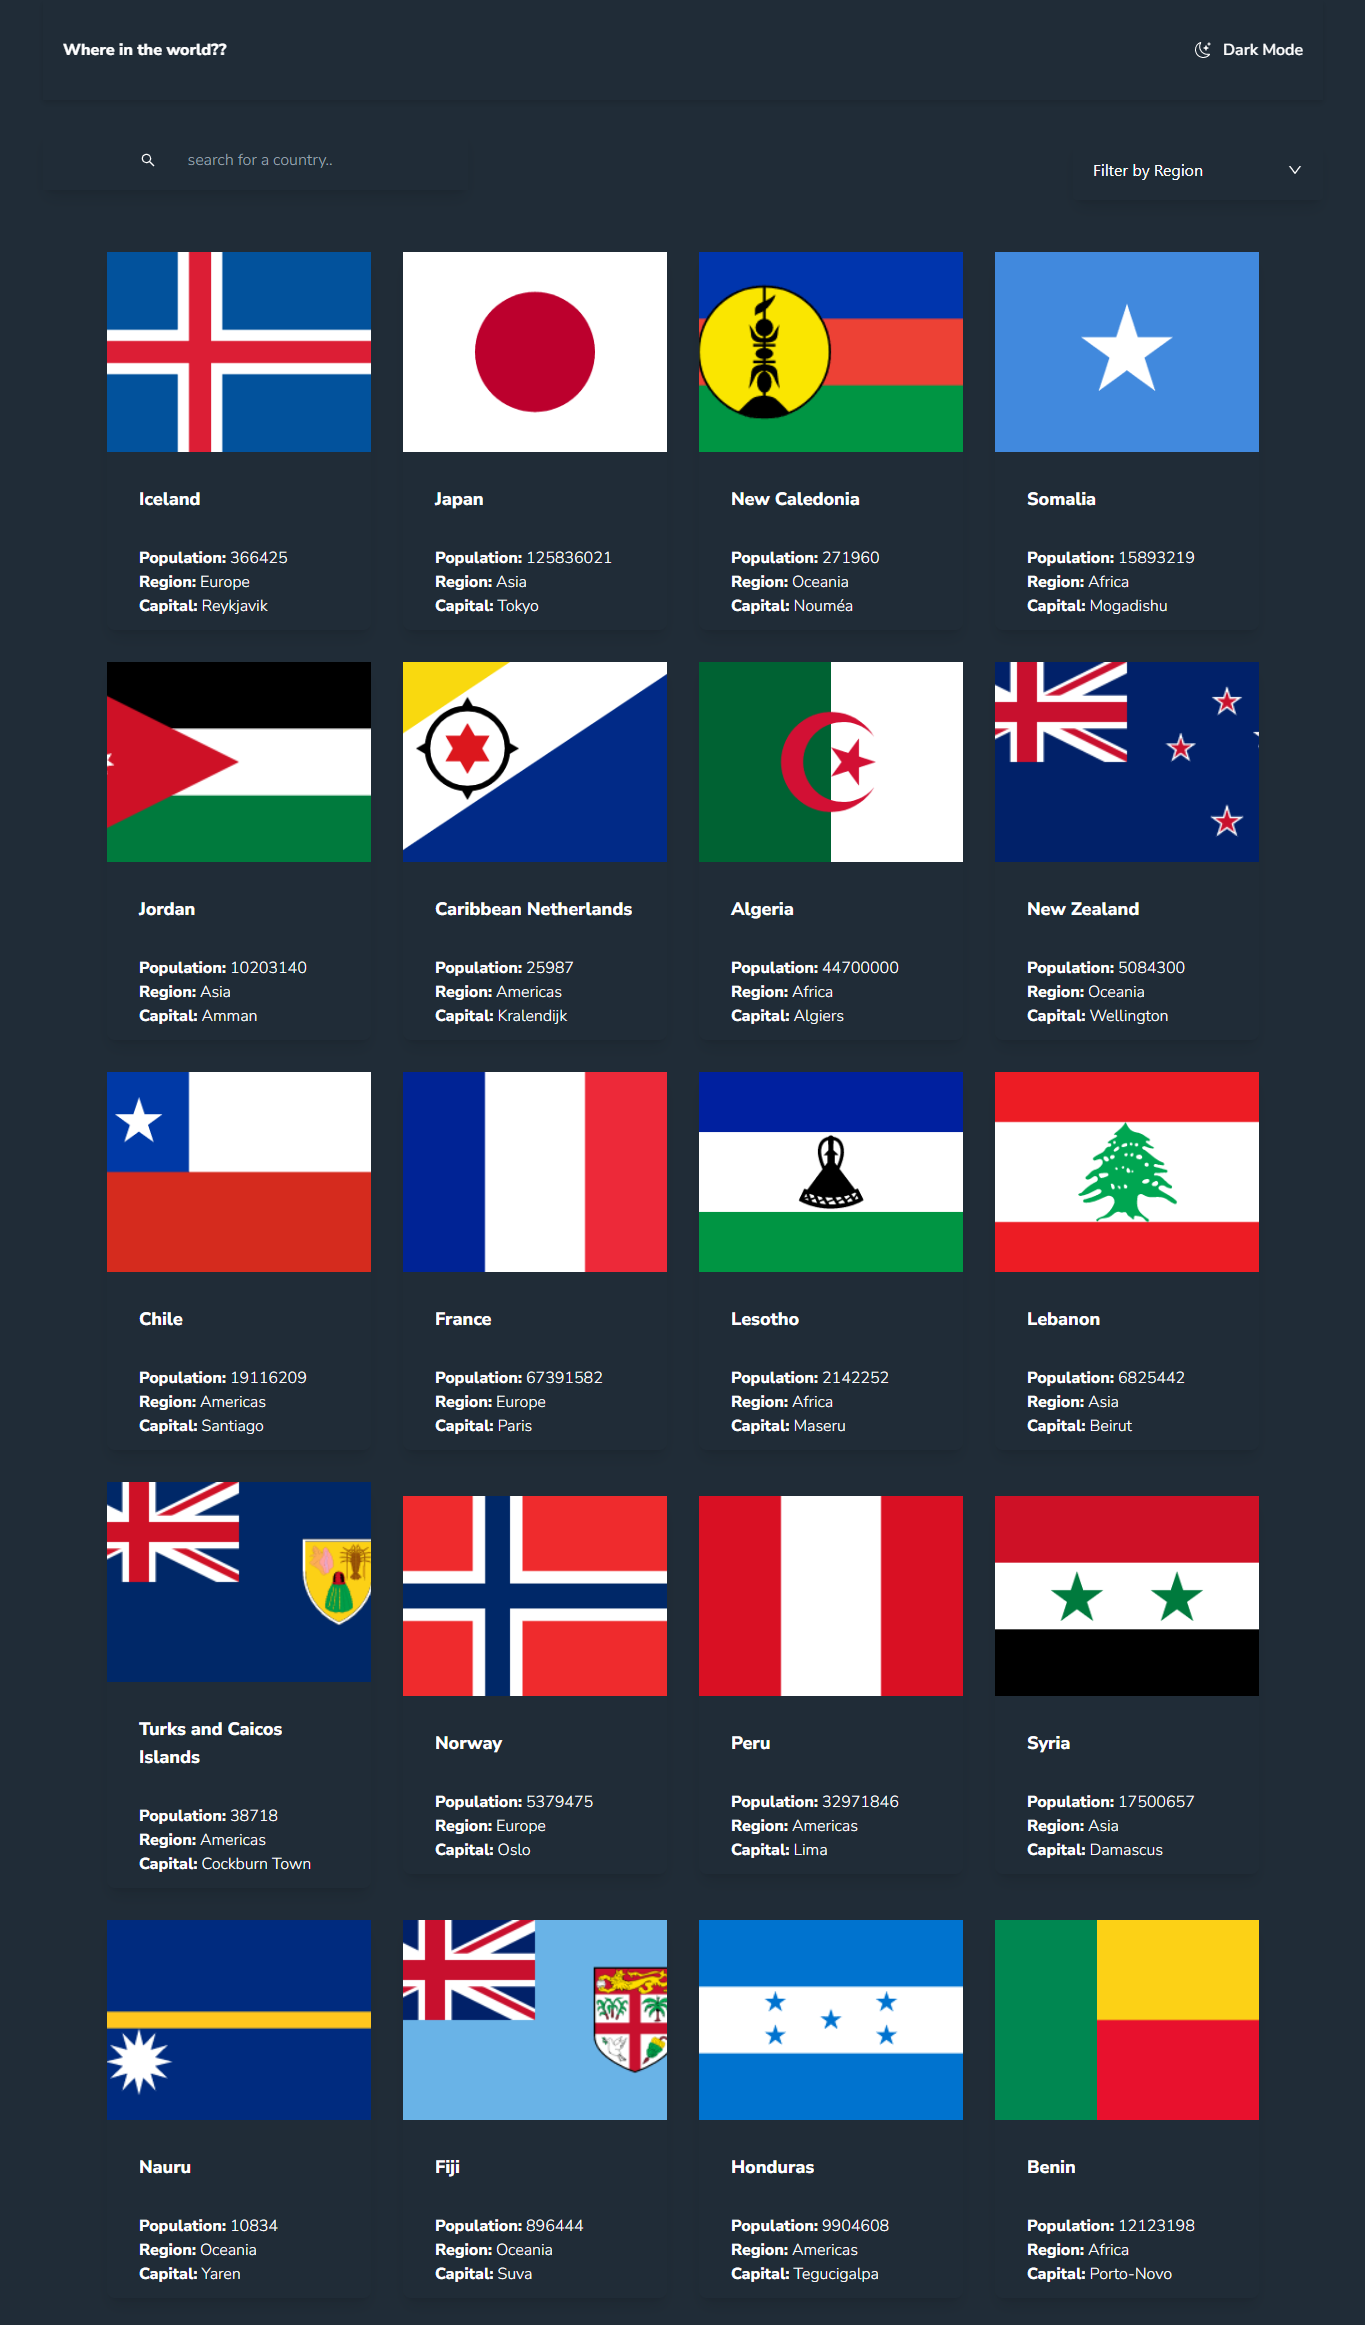 Where in the world??
Dark Mode
search for a country..
Filter by Region
Iceland
Population: 366425
Region: Europe
Capital: Reykjavik
Japan
Population: 125836021
Region: Asia
Capital: Tokyo
New Caledonia
Population: 271960
Region: Oceania
Capital: Nouméa
Somalia
Population: 15893219
Region: Africa
Capital: Mogadishu
Jordan
Population: 10203140
Region: Asia
Capital: Amman
Caribbean Netherlands
Population: 25987
Region: Americas
Capital: Kralendijk
Algeria
Population: 44700000
Region: Africa
Capital: Algiers
New Zealand
Population: 5084300
Region: Oceania
Capital: Wellington
Chile
Population: 19116209
Region: Americas
Capital: Santiago
France
Population: 67391582
Region: Europe
Capital: Paris
Lesotho
Population: 2142252
Region: Africa
Capital: Maseru
Lebanon
Population: 6825442
Region: Asia
Capital: Beirut
Turks and Caicos
Islands
Population: 38718
Region: Americas
Capital: Cockburn Town
Norway
Population: 5379475
Region: Europe
Capital: Oslo
Peru
Population: 32971846
Region: Americas
Capital: Lima
Syria
Population: 17500657
Region: Asia
Capital: Damascus
Nauru
Population: 10834
Region: Oceania
Capital: Yaren
Fiji
Population: 896444
Region: Oceania
Capital: Suva
Honduras
Population: 9904608
Region: Americas
Capital: Tegucigalpa
Benin
Population: 12123198
Region: Africa
Capital: Porto-Novo